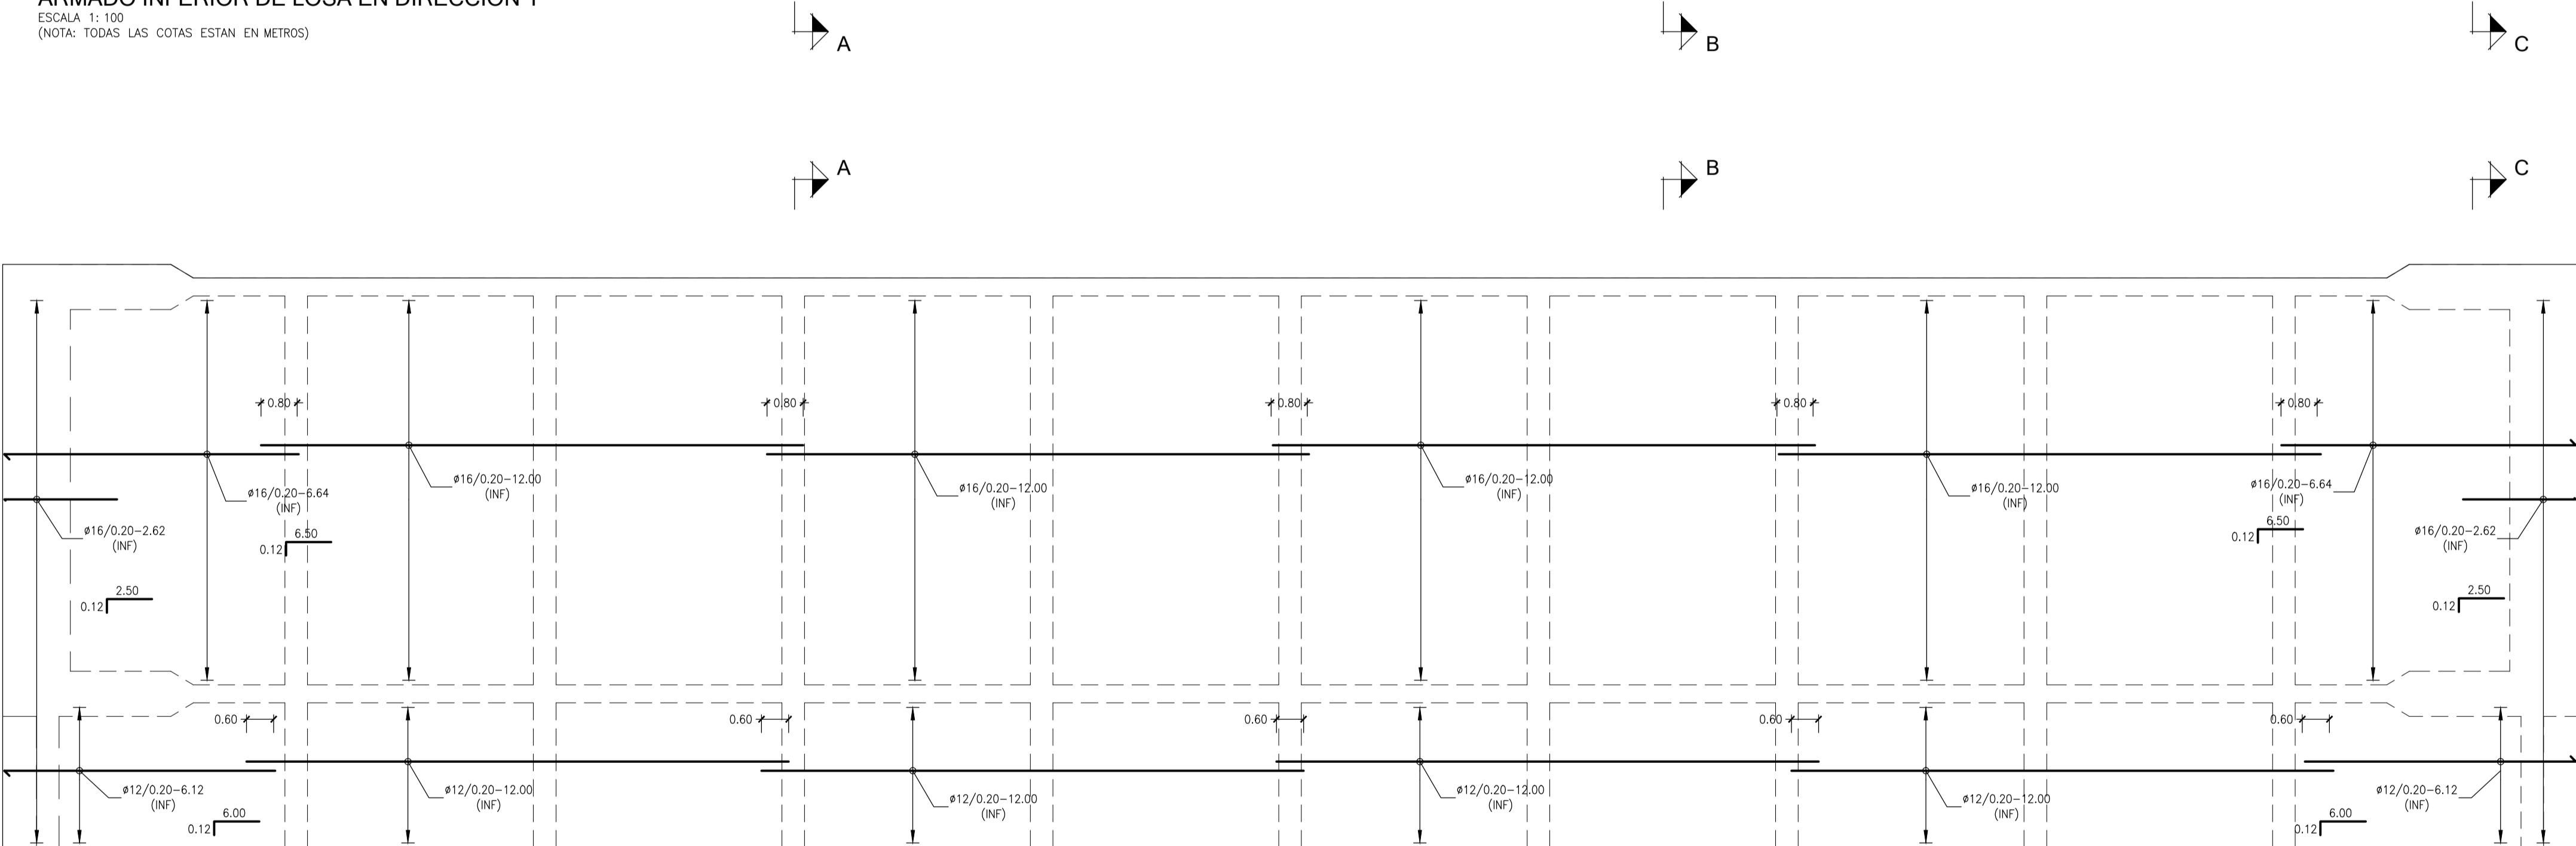 ARMADO INFERIOR DE LOSA EN DIRECCION Y
ESCALA 1: 100
(NOTA: TODAS LAS COTAS ESTAN EN METROS)
A
B
C
A
B
C
0.80
0.80
0.80
0.80
0.80
ø16/0.20-6.64
(INF)
ø16/0.20-12.00
(INF)
ø16/0.20-12.00
(INF)
ø16/0.20-12.00
(INF)
ø16/0.20-12.00
(INF)
ø16/0.20-6.64
(INF)
ø16/0.20-2.62
(INF)
6.50
0.12
6.50
0.12
ø16/0.20-2.62
(INF)
2.50
0.12
2.50
0.12
0.60
0.60
0.60
0.60
0.60
ø12/0.20-6.12
(INF)
ø12/0.20-12.00
(INF)
ø12/0.20-12.00
(INF)
ø12/0.20-12.00
(INF)
ø12/0.20-12.00
(INF)
ø12/0.20-6.12
(INF)
6.00
0.12
6.00
0.12